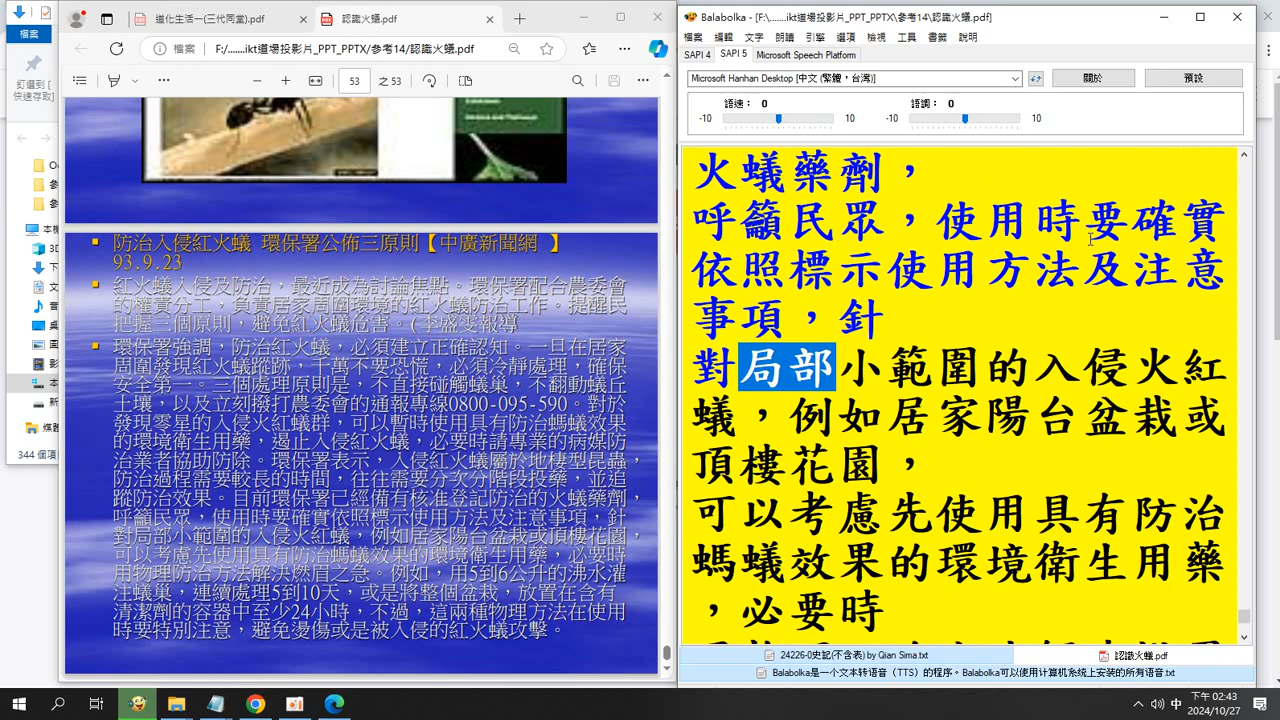 檔案
釘選到 [
快速存取]
344 個項
道化生活一(三代同堂).pdf
認識火蟻.pdf
檔案
F:/.......ikt道場投影片_PPT_PPTX/參考14/認識火蟻.pdf
53
之 53
防治入侵紅火蟻 環保署公佈三原則【中廣新聞網 】
93.9.23
紅火蟻入侵及防治，最近成為討論焦點。環保署配合農委會
的權責分工，負責居家周圍環境的紅火蟻防治工作。提醒民
把握三個原則，避免紅火蟻危害。(李盛雯報導
環保署強調，防治紅火蟻，必須建立正確認知。一旦在居家
周圍發現紅火蟻蹤跡，千萬不要恐慌，必須冷靜處理，確保
安全第一。三個處理原則是，不直接碰觸蟻巢，不翻動蟻丘
土壤，以及立刻撥打農委會的通報專線0800-095-590。對於
發現零星的入侵紅火蟻群，可以暫時使用具有防治螞蟻效果
的環境衛生用藥，遏止入侵紅火蟻，必要時請專業的病媒防
治業者協助防除。環保署表示，入侵紅火蟻屬於地棲型昆蟲，
防治過程需要較長的時間，往往需要分次分階段投藥，並追
蹤防治效果。目前環保署已經備有核准登記防治的火蟻藥劑，
呼籲民眾，使用時要確實依照標示使用方法及注意事項，針
對局部小範圍的入侵火紅蟻，例如居家陽台盆栽或頂樓花園，
可以考慮先使用具有防治螞蟻效果的環境衛生用藥，必要時
用物理防治方法解決燃眉之急。例如，用5到6公升的沸水灌
注蟻巢，連續處理5到10天，或是將整個盆栽，放置在含有
清潔劑的容器中至少24小時，不過，這兩種物理方法在使用
時要特別注意，避免燙傷或是被入侵的紅火蟻攻擊。
Balabolka - [F:\.......ikt道場投影片_PPT_PPTX\參考14\認識火蟻.pdf]
檔案 編輯 文字 朗讀 引擎 選項 檢視 工具 書籤 說明
SAPI 4 SAPI 5 Microsoft Speech Platform
Microsoft Hanhan Desktop [中文 (繁體，台灣)]
關於
預設
語速： 0
語調： 0
-10 10 -10 10
火蟻藥劑，
呼籲民眾，使用時要確實
依照標示使用方法及注意
事項，針
對局部小範圍的入侵火紅
蟻，例如居家陽台盆栽或
頂樓花園，
可以考慮先使用具有防治
螞蟻效果的環境衛生用藥
，必要時
24226-0史記(不含表) by Qian Sima.txt
認識火蟻.pdf
Balabolka是一个文本转语音（TTS）的程序。Balabolka可以使用计算机系统上安装的所有语音.txt
中
下午 02:43
2024/10/27